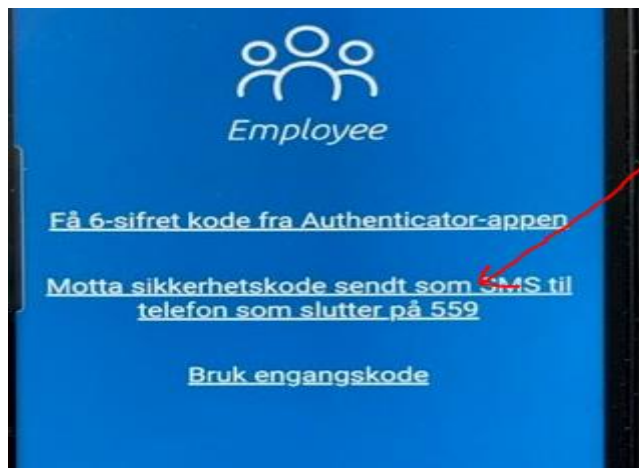 Employee
Få 6-sifret kode fra Authenticator-appen
Motta sikkerhetskode sendt som SMS til
telefon som slutter på 559
Bruk engangskode